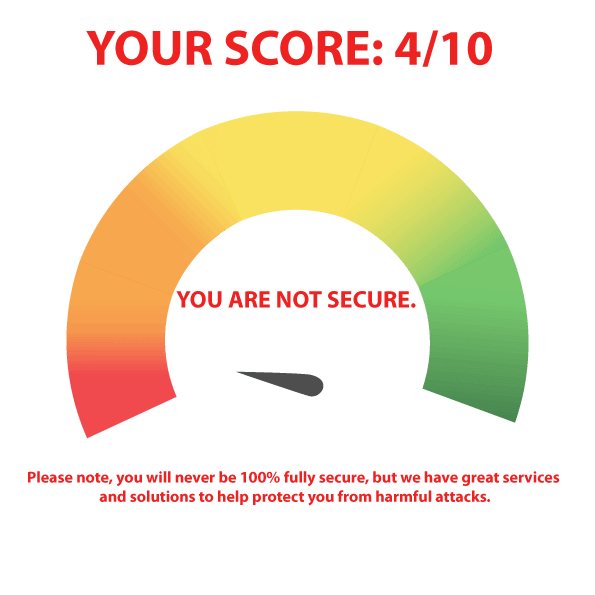 YOUR SCORE: 4/10
YOU ARE NOT SECURE.
Please note, you will never be 100% fully secure, but we have great services
and solutions to help protect you from harmful attacks.